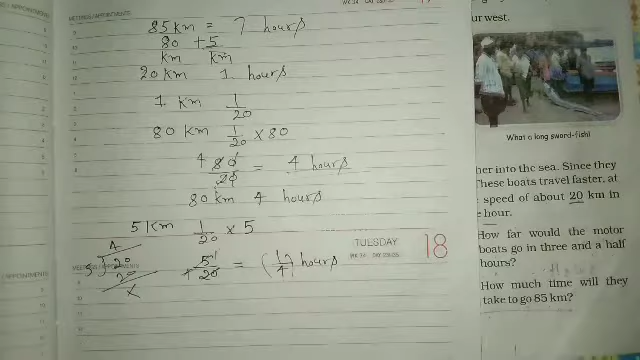 85 km = ? hours
80 + 5
km km
20 km 1 hours
1 km 1/20
80 km 1/20 × 80
4 80/20 = 4 hours
80 km 4 hours
5 km 1/20 × 5
5/20 = (1/4) hours
4
5) 20
20
×
TUESDAY
18
ur west.
What a long sword-fish!
her into the sea. Since they
These boats travel faster, at
speed of about 20 km in
e hour.
How far would the motor
boats go in three and a half
hours?
How much time will they
take to go 85 km?